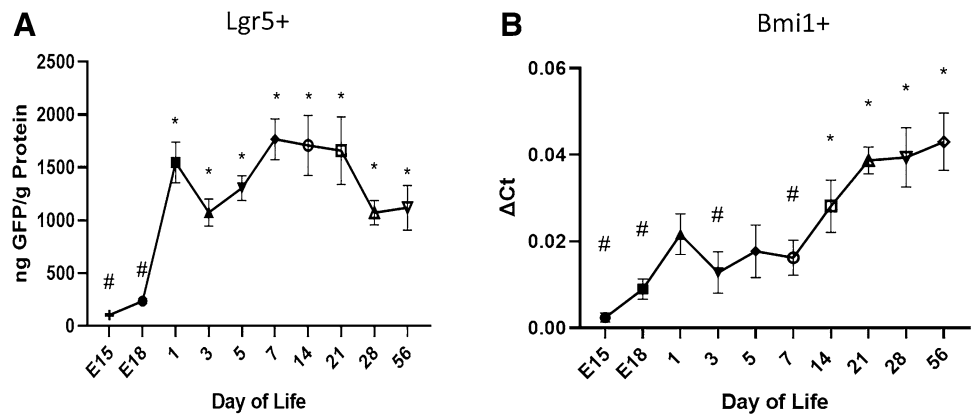 A
Lgr5+
ng GFP/g Protein
2500
2000
1500
1000
500
0
* * * * * * * *
# #
E15 E18 1 3 5 7 14 21 28 56
Day of Life
B
Bmi1+
ΔCt
0.06
0.04
0.02
0.00
* * * *
# # # #
E15 E18 1 3 5 7 14 21 28 56
Day of Life